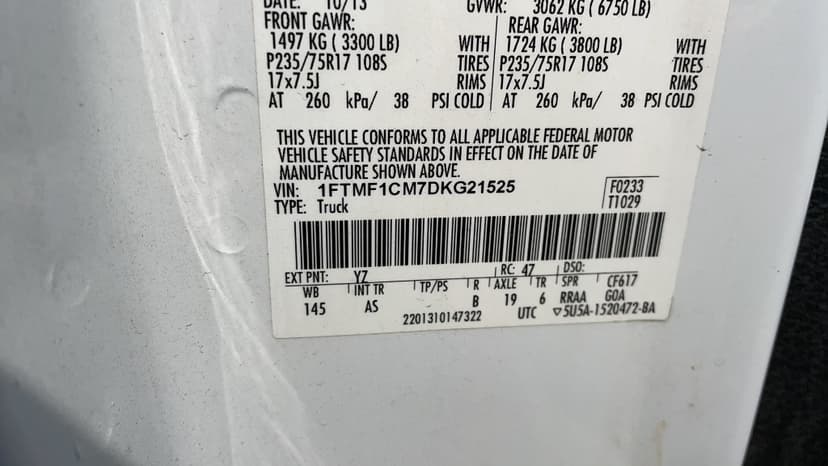 DATE: 10/13 GVWR: 3062 KG ( 6750 LB)
FRONT GAWR: REAR GAWR:
1497 KG ( 3300 LB) WITH 1724 KG ( 3800 LB) WITH
P235/75R17 108S TIRES P235/75R17 108S TIRES
17x7.5J RIMS 17x7.5J RIMS
AT 260 kPa/ 38 PSI COLD AT 260 kPa/ 38 PSI COLD
THIS VEHICLE CONFORMS TO ALL APPLICABLE FEDERAL MOTOR
VEHICLE SAFETY STANDARDS IN EFFECT ON THE DATE OF
MANUFACTURE SHOWN ABOVE.
VIN: 1FTMF1CM7DKG21525 F0233
TYPE: Truck T1029
EXT PNT: YZ RC: 47 DSO:
WB INT TR TP/PS R AXLE TR SPR CF617
145 AS B 19 6 RRAA GOA
2201310147322 UTC ▽5U5A-1520472-BA